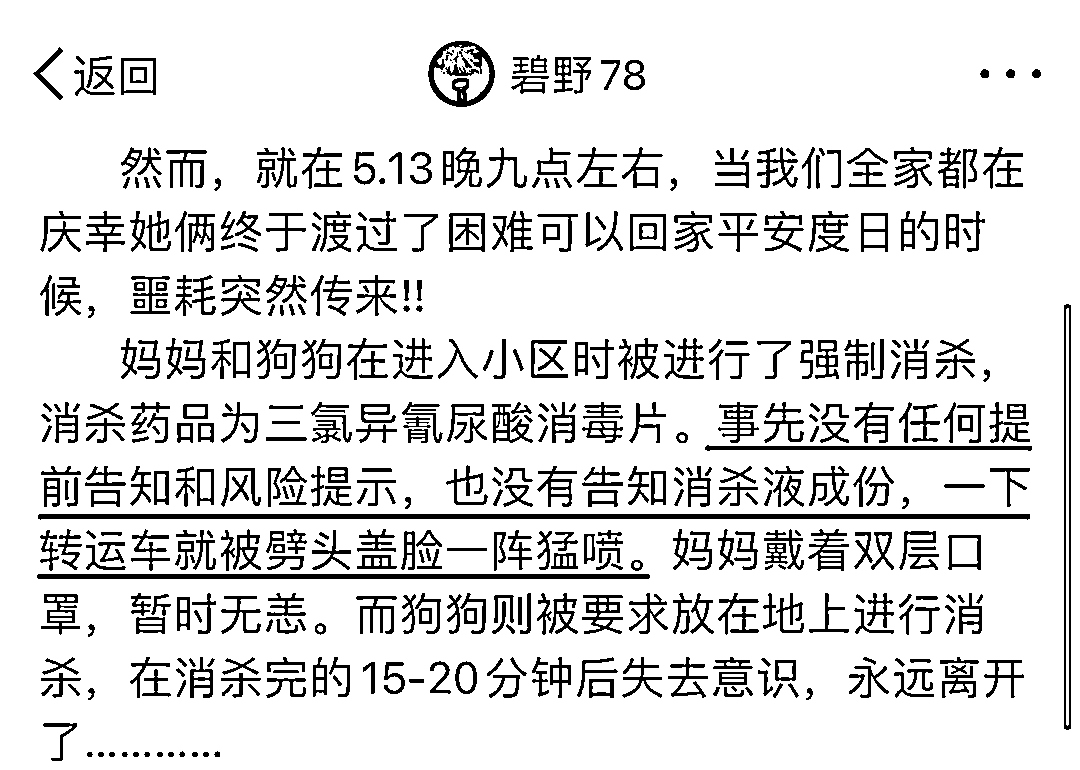 返回 碧野78 ...
然而，就在5.13晚九点左右，当我们全家都在
庆幸她俩终于渡过了困难可以回家平安度日的时
候，噩耗突然传来!!
妈妈和狗狗在进入小区时被进行了强制消杀，
消杀药品为三氯异氰尿酸消毒片。事先没有任何提
前告知和风险提示，也没有告知消杀液成份，一下
转运车就被劈头盖脸一阵猛喷。妈妈戴着双层口
罩，暂时无恙。而狗狗则被要求放在地上进行消
杀，在消杀完的15-20分钟后失去意识，永远离开
了…………